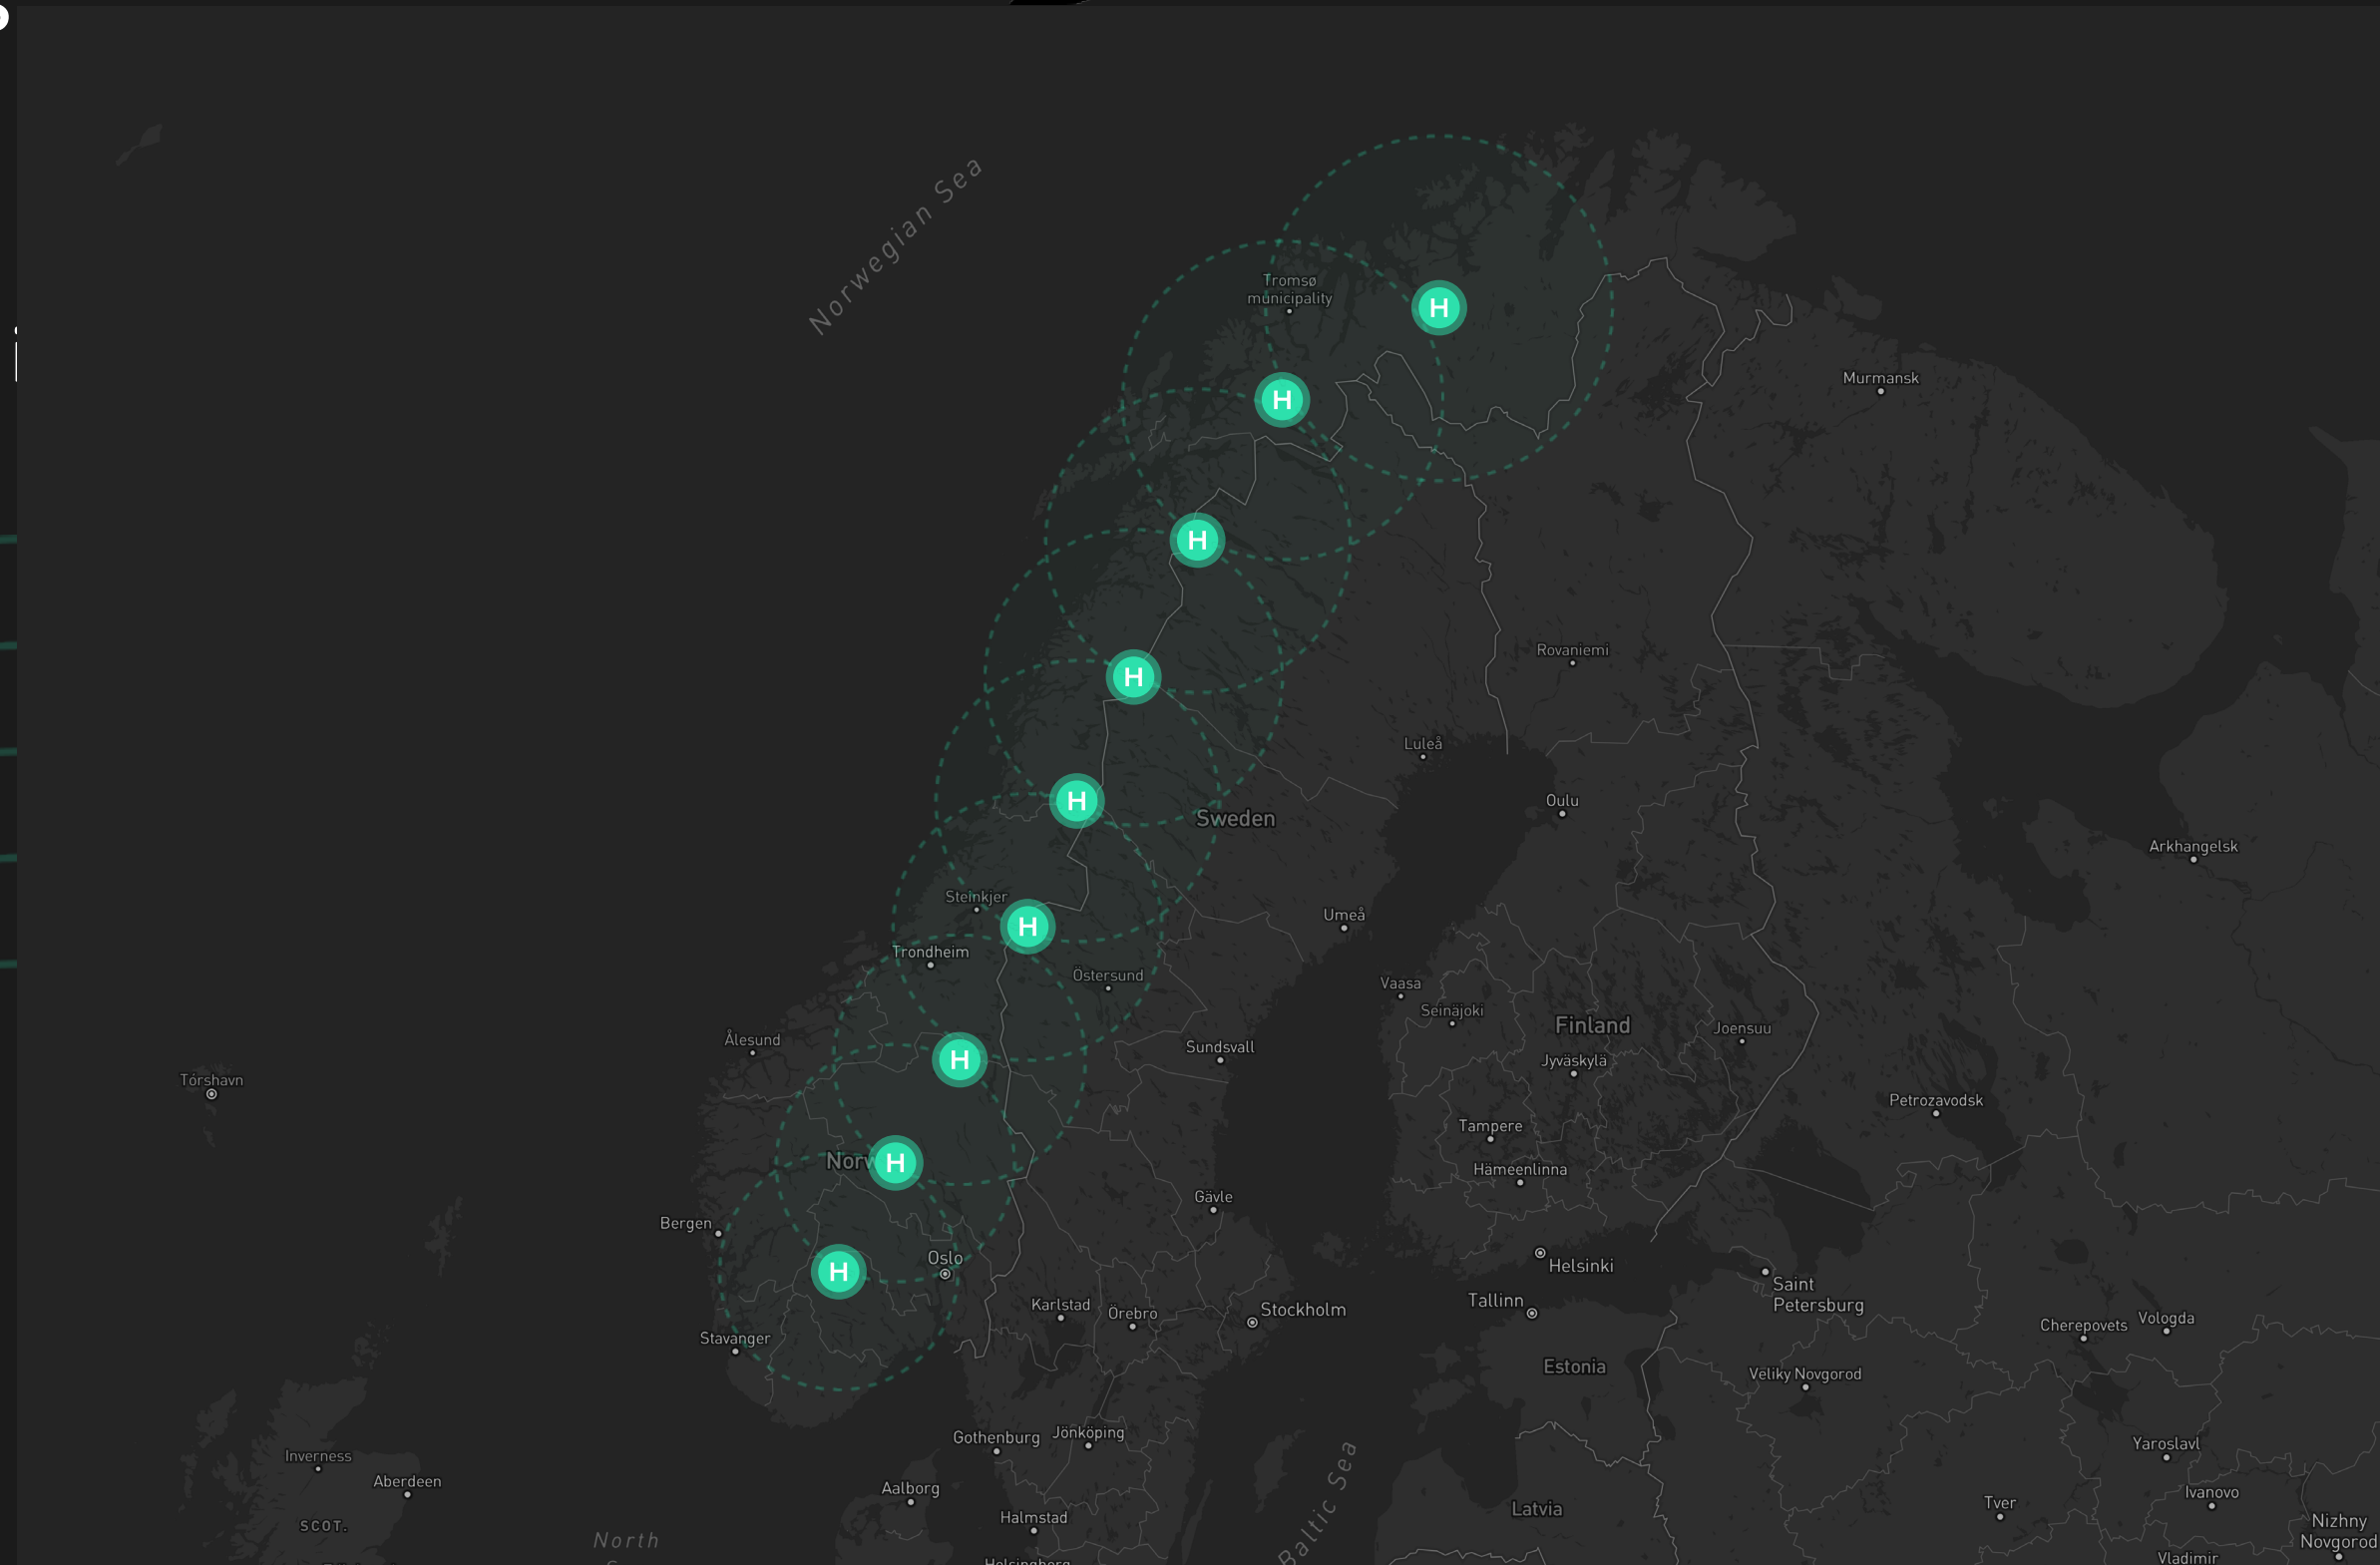 Norwegian Sea
Tromsø
municipality
H
H
Murmansk
H
Rovaniemi
H
Luleå
H
Oulu
Sweden
Arkhangelsk
Steinkjer
Umeå
H
Trondheim
Östersund
Vaasa
Seinäjoki
Finland
Joensuu
Ålesund
Sundsvall
H
Jyväskylä
Tórshavn
Petrozavodsk
Tampere
Norw
H
Hämeenlinna
Gävle
Bergen
Oslo
Helsinki
H
Saint
Petersburg
Tallinn
Karlstad
Örebro
Stockholm
Vologda
Cherepovets
Stavanger
Estonia
Veliky Novgorod
Gothenburg
Jönköping
Yaroslavl
Inverness
Aberdeen
Aalborg
Baltic Sea
Ivanovo
Latvia
Tver
Halmstad
SCOT.
Nizhny
Novgorod
North
Vladimir
Helsingborg